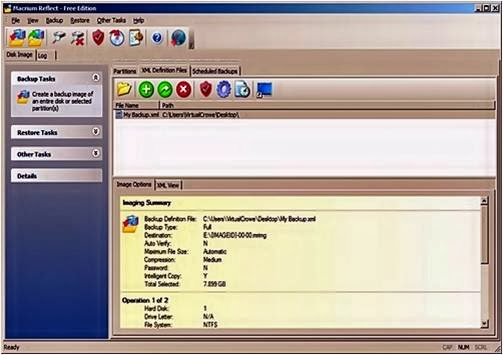 Macrium Reflect - Free Edition
File View Backup Restore Other Tasks Help
Disk Image Log
Backup Tasks
Create a backup image of
an entire disk or selected
partition(s)
Restore Tasks
Other Tasks
Details
Partitions XML Definition Files Scheduled Backups
File Name Path
My Backup.xml C:\Users\VirtualCrowe\Desktop\
Image Options XML View
Imaging Summary
Backup Definition File: C:\Users\VirtualCrowe\Desktop\My Backup.xml
Backup Type: Full
Destination: E:\{IMAGEID}-00-00.mrimg
Auto Verify: N
Maximum File Size: Automatic
Compression: Medium
Password: N
Intelligent Copy: Y
Total Selected: 7.899 GB
Operation 1 of 2
Hard Disk: 1
Drive Letter: N/A
File System: NTFS
Ready CAP NUM SCRL